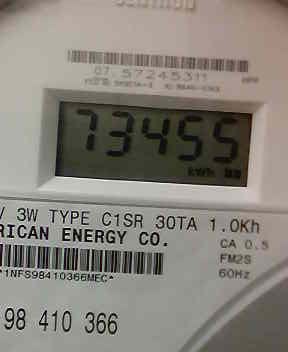 CENTRON
07 57245311
73455
kWh
V 3W TYPE C1SR 30TA 1.0Kh
RICAN ENERGY CO.
CA 0.5
FM2S
60Hz
*1NFS98410366MEC*
98 410 366